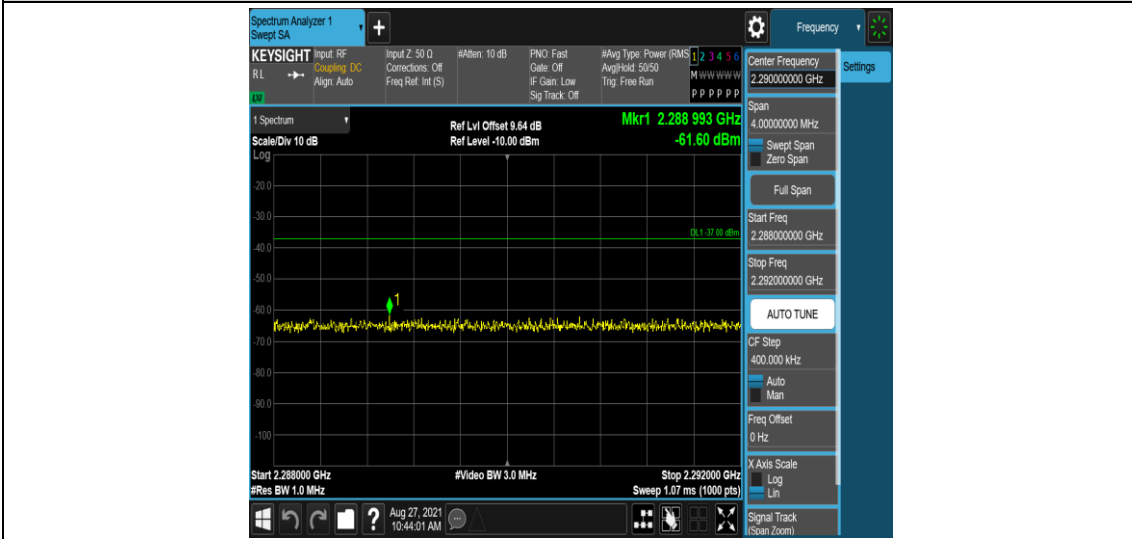 Spectrum Analyzer 1
Swept SA
+
Frequency
KEYSIGHT
RL
LM
Input: RF
Coupling: DC
Align: Auto
Input Z: 50 Ω
Corrections: Off
Freq Ref: Int (S)
#Atten: 10 dB
PNO: Fast
Gate: Off
IF Gain: Low
Sig Track: Off
#Avg Type: Power (RMS
Avg|Hold: 50/50
Trig: Free Run
1 2 3 4 5 6
M W W W W W
P P P P P P
1 Spectrum
Scale/Div 10 dB
Log
Ref Lvl Offset 9.64 dB
Ref Level -10.00 dBm
Mkr1 2.288 993 GHz
-61.60 dBm
-20.0
-30.0
DL1 -37.00 dBm
-40.0
-50.0
1
-60.0
-70.0
-80.0
-90.0
-100
Start 2.288000 GHz
#Res BW 1.0 MHz
#Video BW 3.0 MHz
Stop 2.292000 GHz
Sweep 1.07 ms (1000 pts)
?
Aug 27, 2021
10:44:01 AM
Center Frequency
2.290000000 GHz
Settings
Span
4.00000000 MHz
Swept Span
Zero Span
Full Span
Start Freq
2.288000000 GHz
Stop Freq
2.292000000 GHz
AUTO TUNE
CF Step
400.000 kHz
Auto
Man
Freq Offset
0 Hz
X Axis Scale
Log
Lin
Signal Track
(Span Zoom)